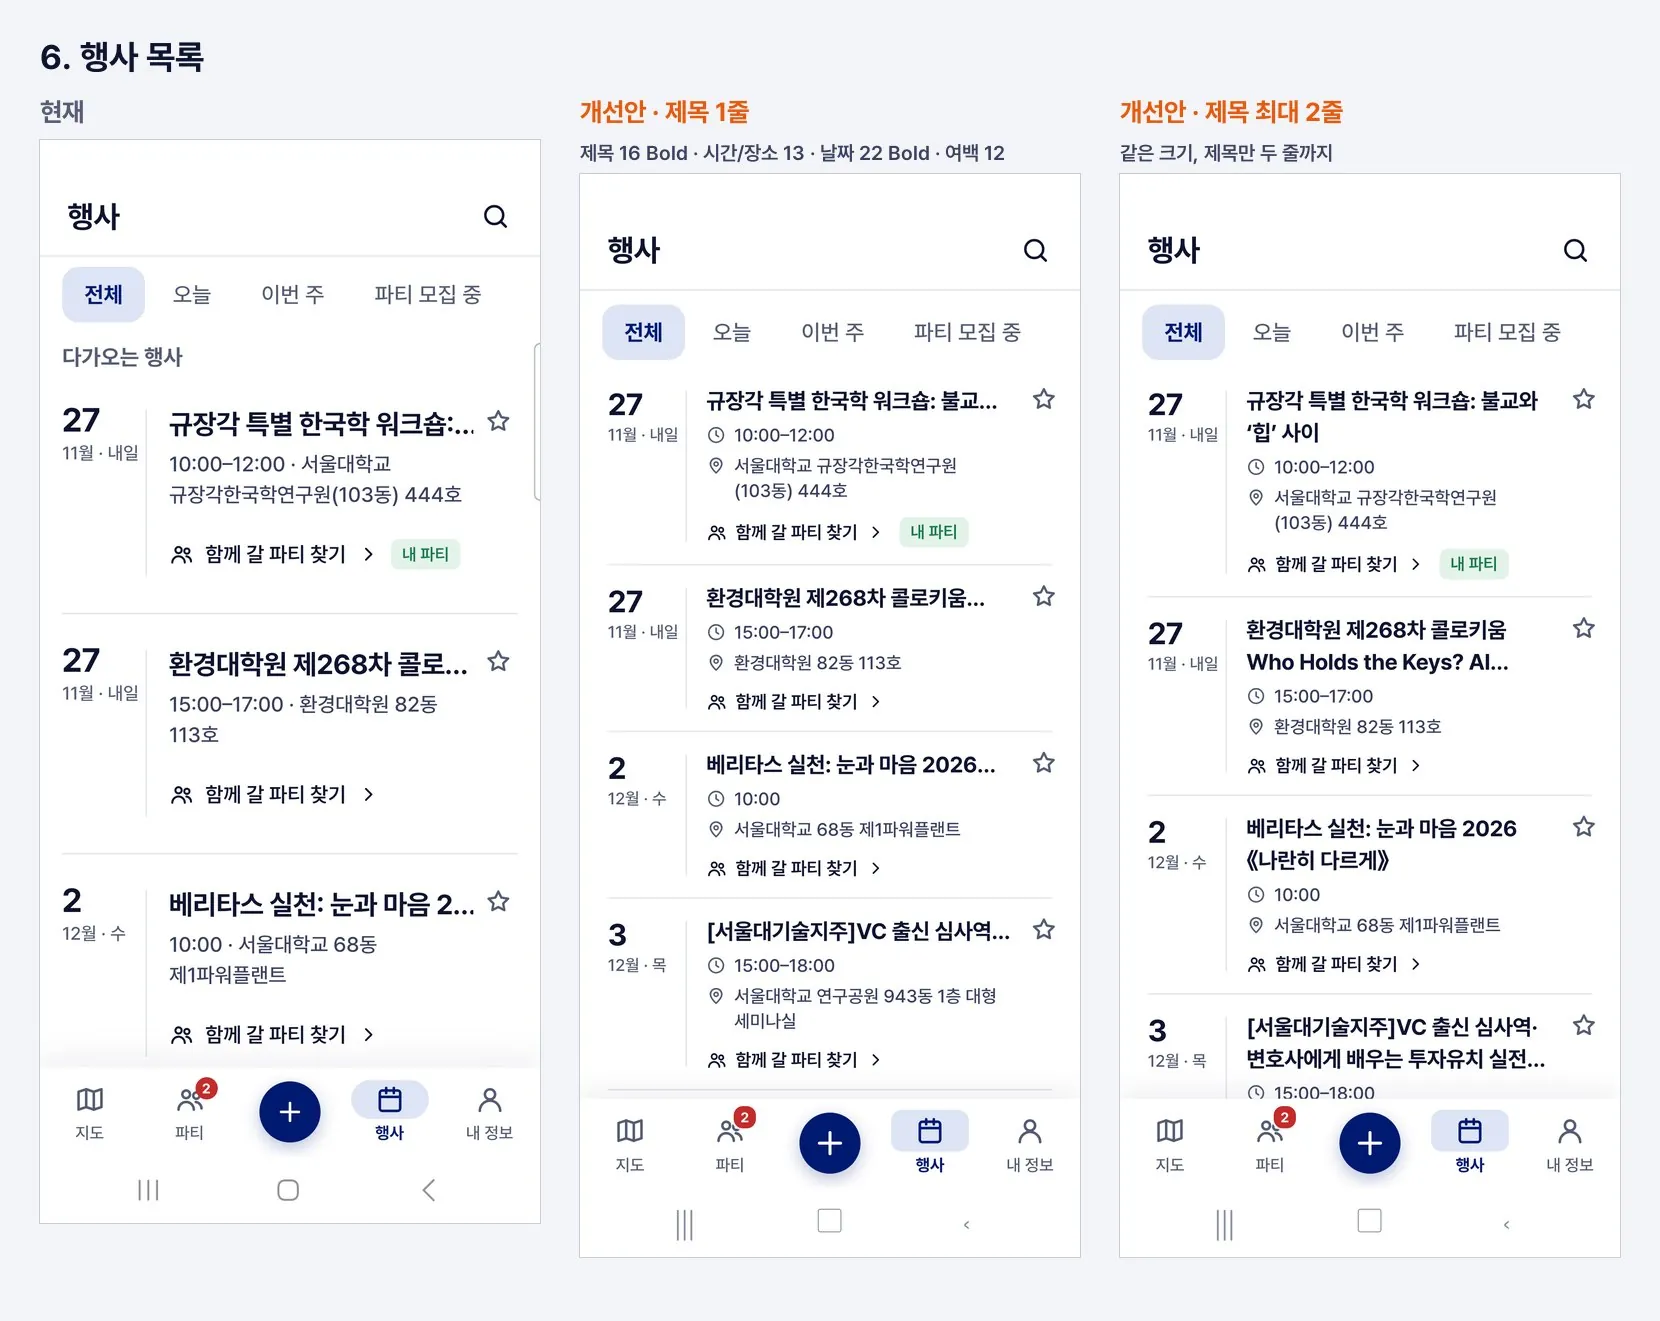 6. 행사 목록
현재
행사
전체 오늘 이번 주 파티 모집 중
다가오는 행사
27
11월 · 내일
규장각 특별 한국학 워크숍:...
10:00–12:00 · 서울대학교
규장각한국학연구원(103동) 444호
함께 갈 파티 찾기 > 내 파티
27
11월 · 내일
환경대학원 제268차 콜로...
15:00–17:00 · 환경대학원 82동
113호
함께 갈 파티 찾기 >
2
12월 · 수
베리타스 실천: 눈과 마음 2...
10:00 · 서울대학교 68동
제1파워플랜트
함께 갈 파티 찾기 >
2
지도 파티 행사 내 정보
개선안 · 제목 1줄
제목 16 Bold · 시간/장소 13 · 날짜 22 Bold · 여백 12
행사
전체 오늘 이번 주 파티 모집 중
27
11월 · 내일
규장각 특별 한국학 워크숍: 불교...
10:00–12:00
서울대학교 규장각한국학연구원
(103동) 444호
함께 갈 파티 찾기 > 내 파티
27
11월 · 내일
환경대학원 제268차 콜로키움...
15:00–17:00
환경대학원 82동 113호
함께 갈 파티 찾기 >
2
12월 · 수
베리타스 실천: 눈과 마음 2026...
10:00
서울대학교 68동 제1파워플랜트
함께 갈 파티 찾기 >
3
12월 · 목
[서울대기술지주]VC 출신 심사역...
15:00–18:00
서울대학교 연구공원 943동 1층 대형
세미나실
함께 갈 파티 찾기 >
2
지도 파티 행사 내 정보
개선안 · 제목 최대 2줄
같은 크기, 제목만 두 줄까지
행사
전체 오늘 이번 주 파티 모집 중
27
11월 · 내일
규장각 특별 한국학 워크숍: 불교와
‘힙’ 사이
10:00–12:00
서울대학교 규장각한국학연구원
(103동) 444호
함께 갈 파티 찾기 > 내 파티
27
11월 · 내일
환경대학원 제268차 콜로키움
Who Holds the Keys? AI...
15:00–17:00
환경대학원 82동 113호
함께 갈 파티 찾기 >
2
12월 · 수
베리타스 실천: 눈과 마음 2026
《나란히 다르게》
10:00
서울대학교 68동 제1파워플랜트
함께 갈 파티 찾기 >
3
12월 · 목
[서울대기술지주]VC 출신 심사역·
변호사에게 배우는 투자유치 실전...
15:00–18:00
2
지도 파티 행사 내 정보